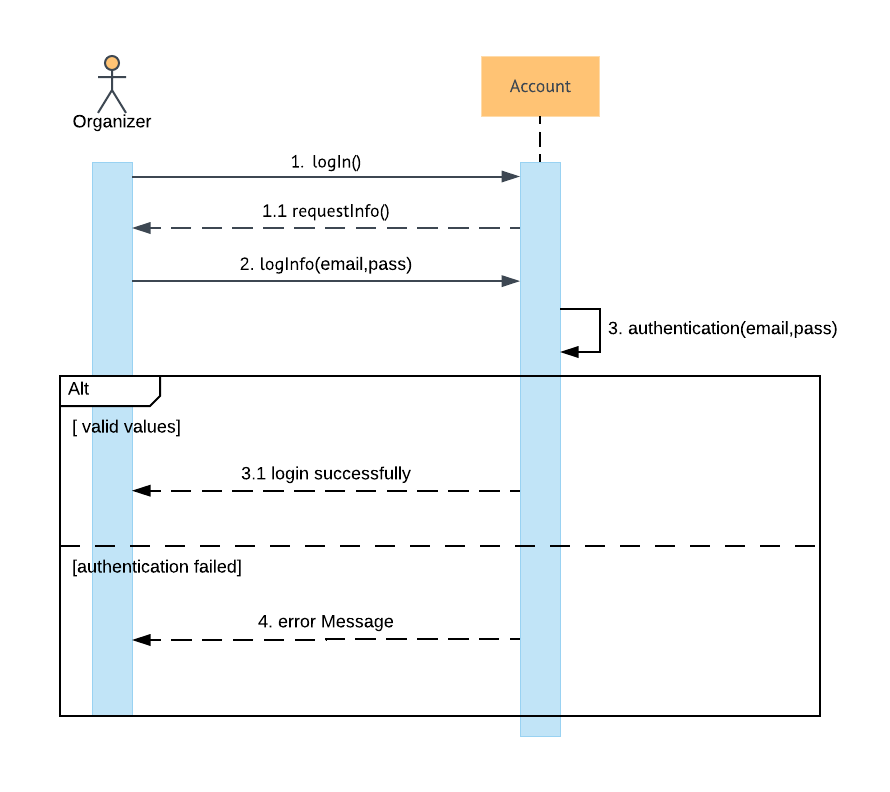 Organizer
Account
1. logIn()
1.1 requestInfo()
2. logInfo(email,pass)
3. authentication(email,pass)
Alt
[ valid values]
3.1 login successfully
[authentication failed]
4. error Message